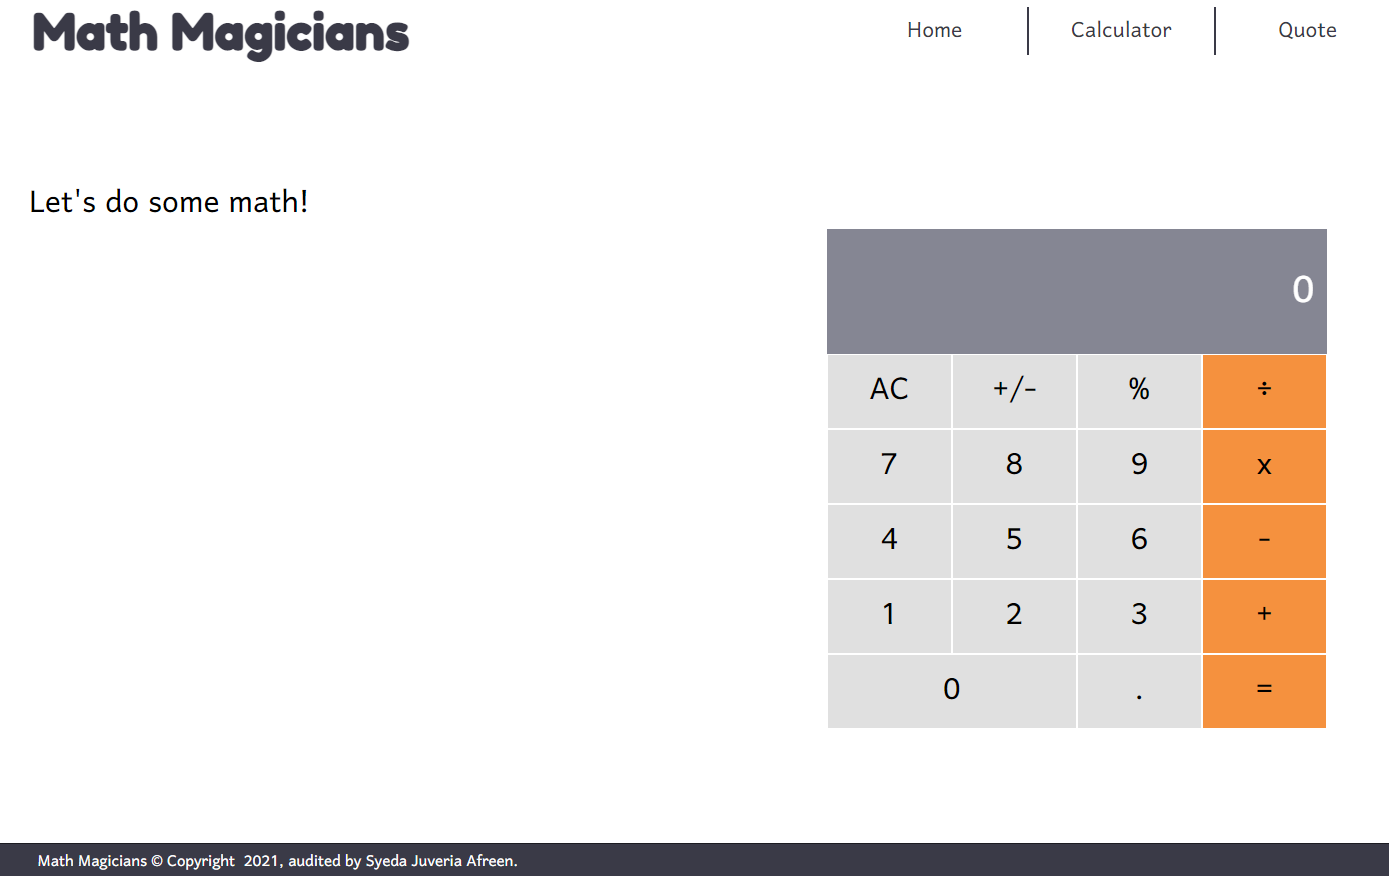 Math Magicians
Home
Calculator
Quote
Let's do some math!
0
AC +/- % ÷
7 8 9 x
4 5 6 -
1 2 3 +
0 . =
Math Magicians © Copyright 2021, audited by Syeda Juveria Afreen.